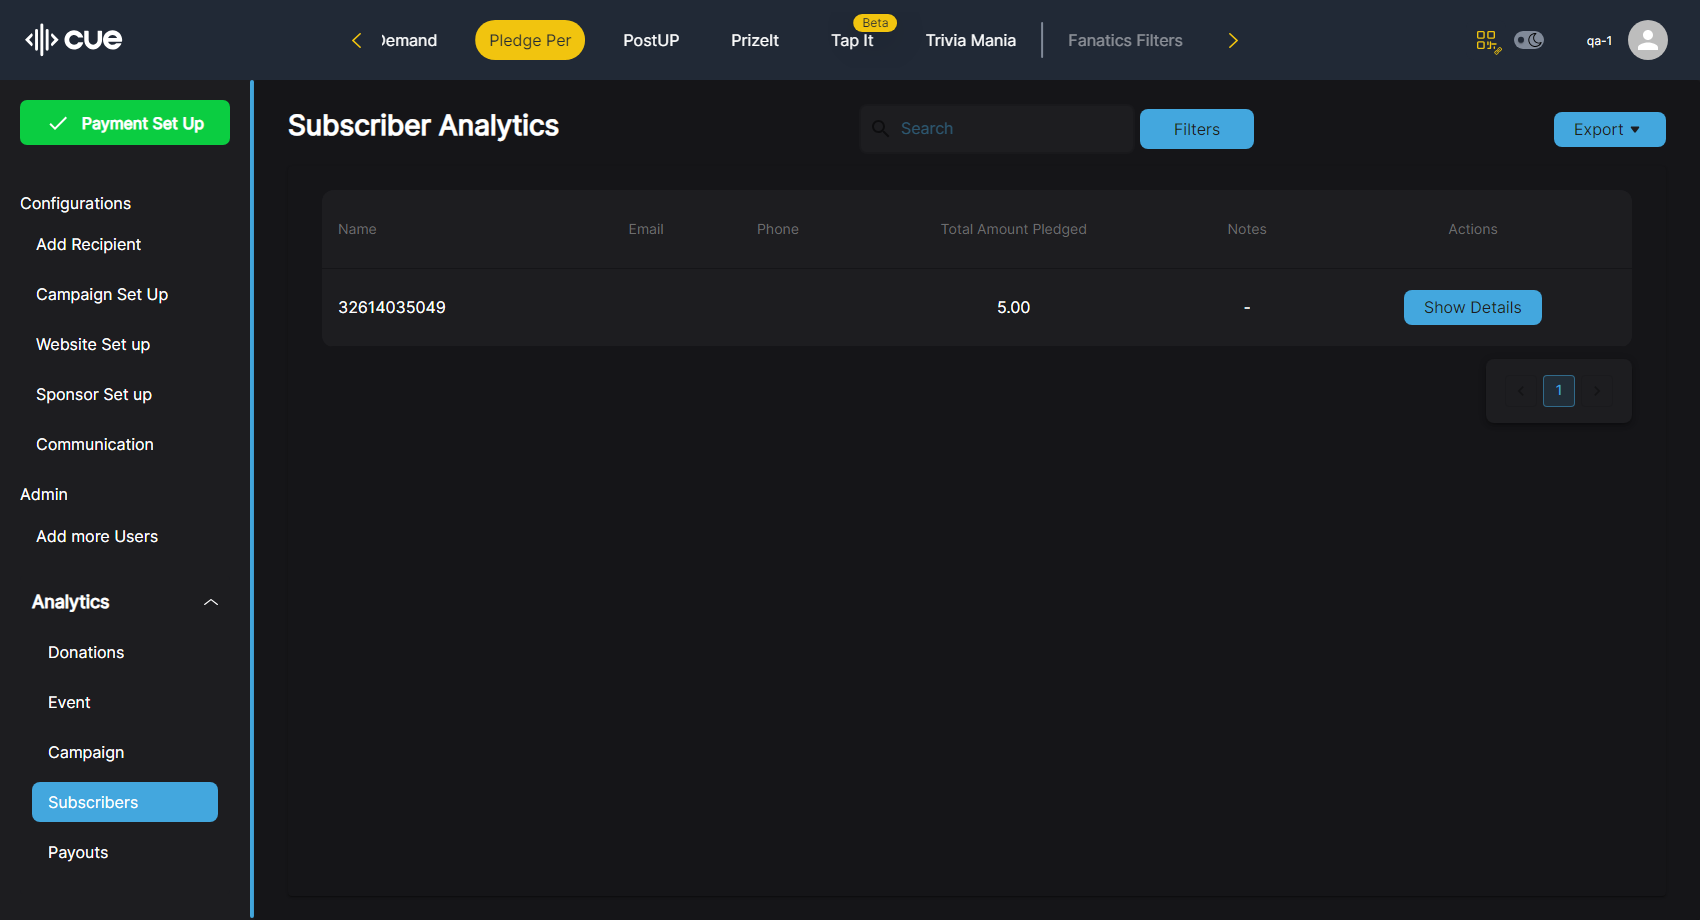 cue
Demand
Pledge Per
PostUP
PrizeIt
Tap It
Beta
Trivia Mania
Fanatics Filters
qa-1
Payment Set Up
Configurations
Add Recipient
Campaign Set Up
Website Set up
Sponsor Set up
Communication
Admin
Add more Users
Analytics
Donations
Event
Campaign
Subscribers
Payouts
Subscriber Analytics
Search
Filters
Export
Name Email Phone Total Amount Pledged Notes Actions
32614035049 5.00 - Show Details
1